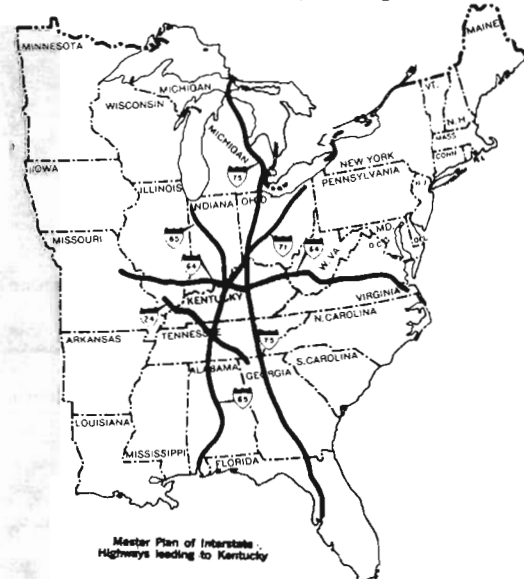 MAINE
MINNESOTA
MICHIGAN
VT.
WISCONSIN
N.H.
MICHIGAN
MASS
CONN
NEW YORK
IOWA
75
PENNSYLVANIA
ILLINOIS
INDIANA
OHIO
N.J.
MISSOURI
65
71
64
W. VA.
MD.
D.C.
DEL
64
KENTUCKY
VIRGINIA
24
N. CAROLINA
TENNESSEE
75
ARKANSAS
ALABAMA
GEORGIA
S. CAROLINA
65
LOUISIANA
MISSISSIPPI
FLORIDA
Master Plan of Interstate
Highways leading to Kentucky